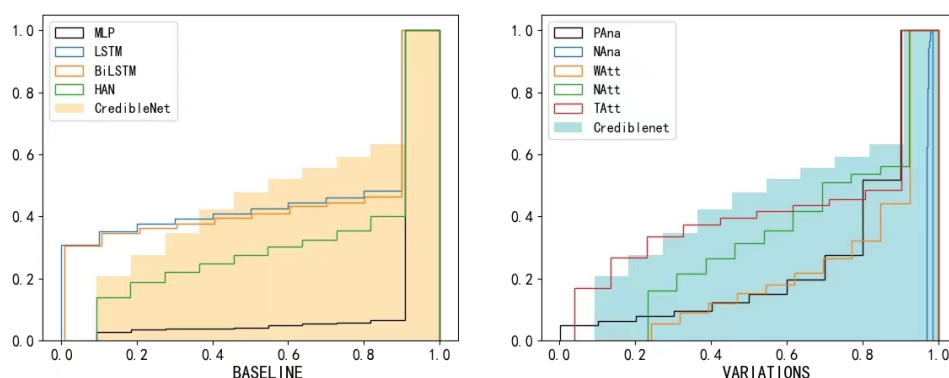 1.0
0.8
0.6
0.4
0.2
0.0
MLP
LSTM
BiLSTM
HAN
CredibleNet
0.0 0.2 0.4 0.6 0.8 1.0
BASELINE
1.0
0.8
0.6
0.4
0.2
0.0
PAna
NAna
WAtt
NAtt
TAtt
Crediblenet
0.0 0.2 0.4 0.6 0.8 1.0
VARIATIONS